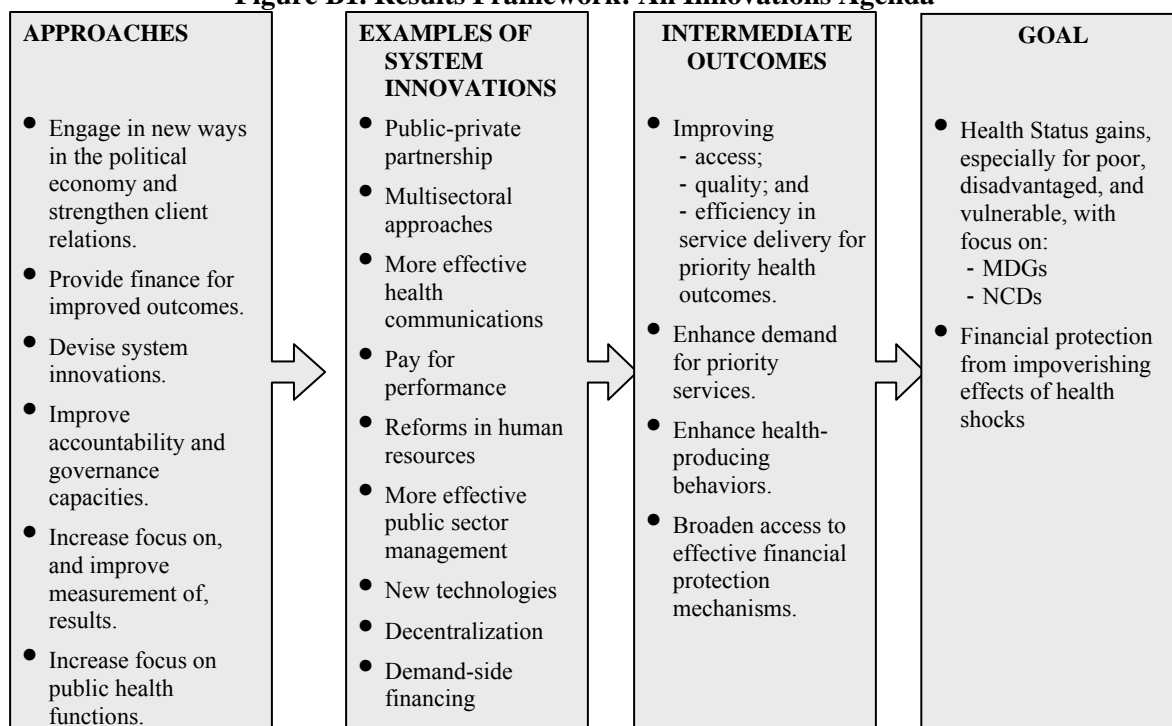 Figure B1. Results Framework: An Innovations Agenda
APPROACHES
• Engage in new ways
in the political
economy and
strengthen client
relations.
• Provide finance for
improved outcomes.
• Devise system
innovations.
• Improve
accountability and
governance
capacities.
• Increase focus on,
and improve
measurement of,
results.
• Increase focus on
public health
functions.
EXAMPLES OF
SYSTEM
INNOVATIONS
• Public-private
partnership
• Multisectoral
approaches
• More effective
health
communications
• Pay for
performance
• Reforms in human
resources
• More effective
public sector
management
• New technologies
• Decentralization
• Demand-side
financing
INTERMEDIATE
OUTCOMES
• Improving
- access;
- quality; and
- efficiency in
service delivery for
priority health
outcomes.
• Enhance demand
for priority
services.
• Enhance health-
producing
behaviors.
• Broaden access to
effective financial
protection
mechanisms.
GOAL
• Health Status gains,
especially for poor,
disadvantaged, and
vulnerable, with
focus on:
- MDGs
- NCDs
• Financial protection
from impoverishing
effects of health
shocks